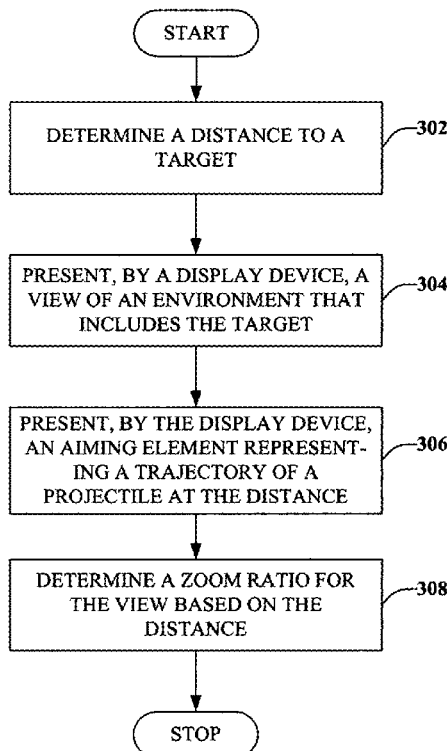 START
DETERMINE A DISTANCE TO A
TARGET
302
PRESENT, BY A DISPLAY DEVICE, A
VIEW OF AN ENVIRONMENT THAT
INCLUDES THE TARGET
304
PRESENT, BY THE DISPLAY DEVICE,
AN AIMING ELEMENT REPRESENT-
ING A TRAJECTORY OF A
PROJECTILE AT THE DISTANCE
306
DETERMINE A ZOOM RATIO FOR
THE VIEW BASED ON THE
DISTANCE
308
STOP